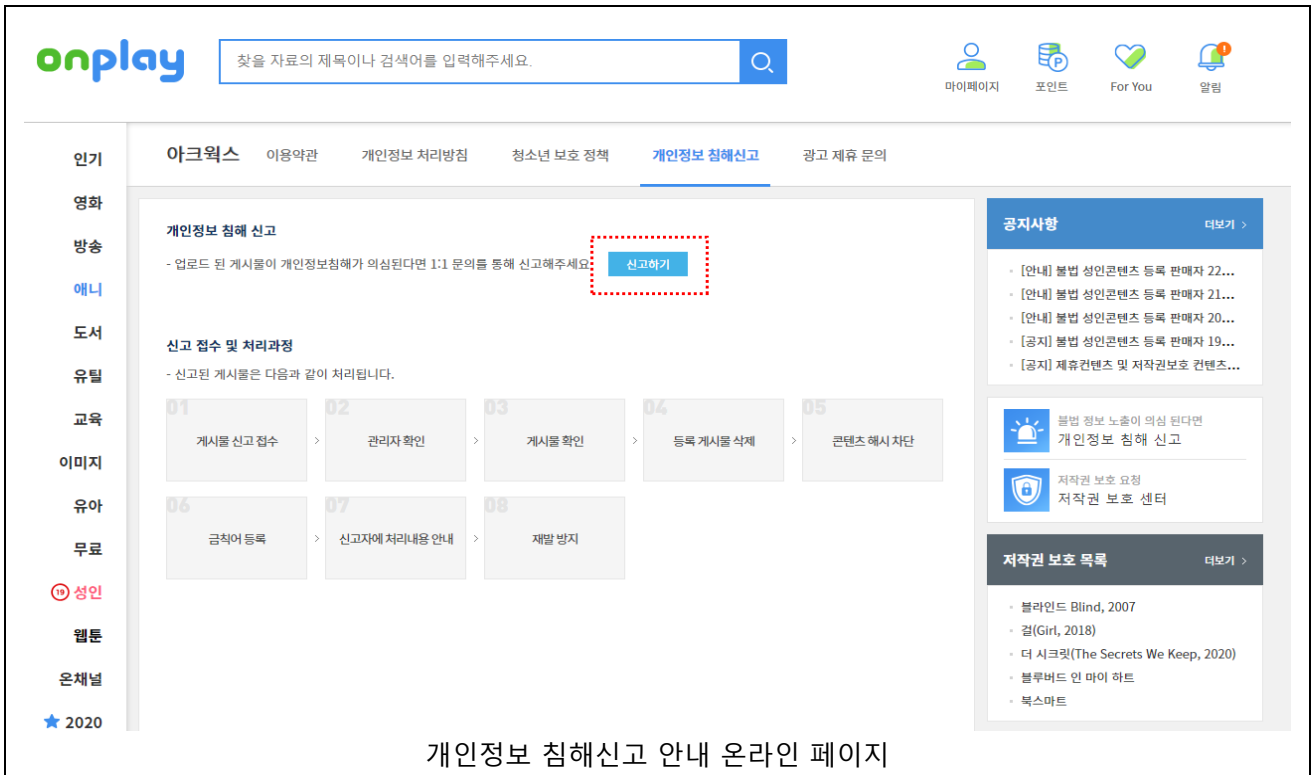 onplay
찾을 자료의 제목이나 검색어를 입력해주세요.
마이페이지
포인트
For You
알림
인기
영화
방송
애니
도서
유틸
교육
이미지
유아
무료
19 성인
웹툰
온채널
2020
아크웍스 이용약관 개인정보 처리방침 청소년 보호 정책 개인정보 침해신고 광고 제휴 문의
개인정보 침해 신고
- 업로드 된 게시물이 개인정보침해가 의심된다면 1:1 문의를 통해 신고해주세요
신고하기
신고 접수 및 처리과정
- 신고된 게시물은 다음과 같이 처리됩니다.
01
게시물 신고 접수
02
관리자 확인
03
게시물 확인
04
등록 게시물 삭제
05
콘텐츠 해시 차단
06
금칙어 등록
07
신고자에 처리내용 안내
08
재발 방지
공지사항 더보기 >
[안내] 불법 성인콘텐츠 등록 판매자 22...
[안내] 불법 성인콘텐츠 등록 판매자 21...
[안내] 불법 성인콘텐츠 등록 판매자 20...
[공지] 불법 성인콘텐츠 등록 판매자 19...
[공지] 제휴컨텐츠 및 저작권보호 컨텐츠...
불법 정보 노출이 의심 된다면
개인정보 침해 신고
저작권 보호 요청
저작권 보호 센터
저작권 보호 목록 더보기 >
블라인드 Blind, 2007
걸(Girl, 2018)
더 시크릿(The Secrets We Keep, 2020)
블루버드 인 마이 하트
북스마트
개인정보 침해신고 안내 온라인 페이지